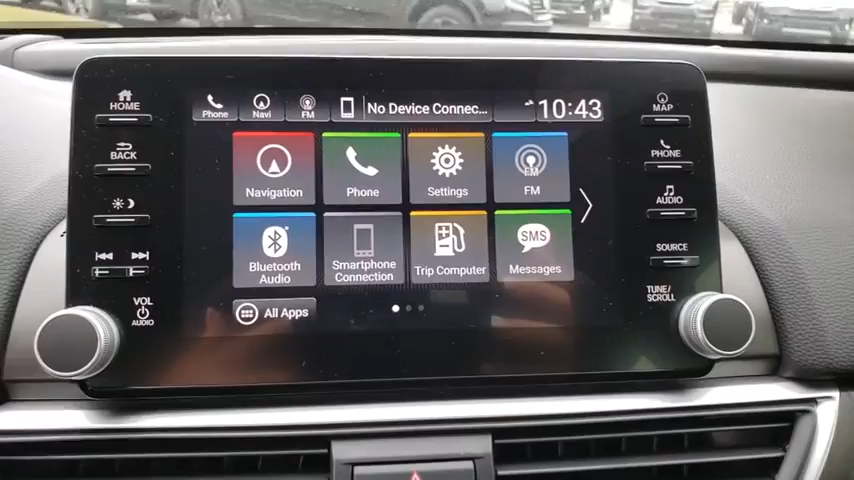 HOME
BACK
VOL
AUDIO
Phone
Navi
FM
No Device Connec...
10:43
Navigation
Phone
Settings
FM
Bluetooth
Audio
Smartphone
Connection
Trip Computer
SMS
Messages
All Apps
MAP
PHONE
AUDIO
SOURCE
TUNE/
SCROLL